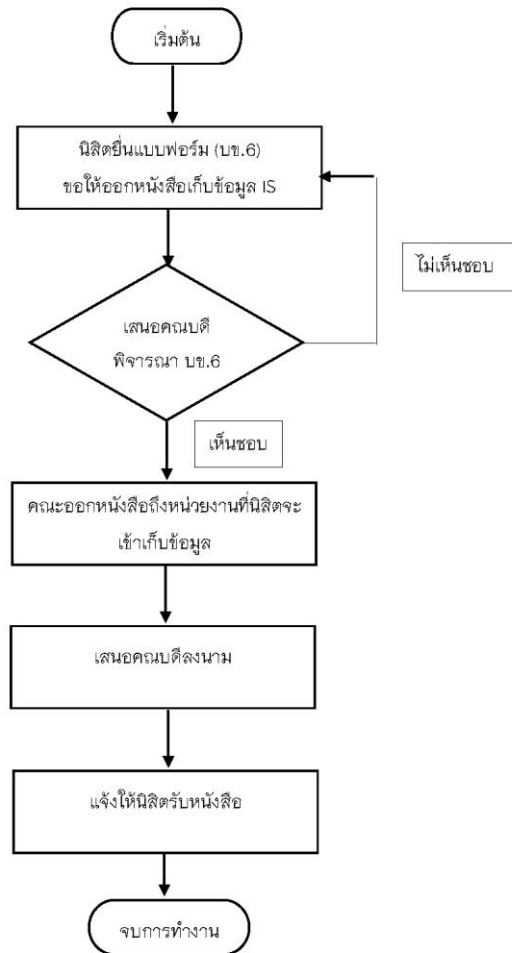 เริ่มต้น
นิสิตยื่นแบบฟอร์ม (บข.6)
ขอให้ออกหนังสือเก็บข้อมูล IS
ไม่เห็นชอบ
เสนอคณบดี
พิจารณา บข.6
เห็นชอบ
คณะออกหนังสือถึงหน่วยงานที่นิสิตจะ
เข้าเก็บข้อมูล
เสนอคณบดีลงนาม
แจ้งให้นิสิตรับหนังสือ
จบการทำงาน